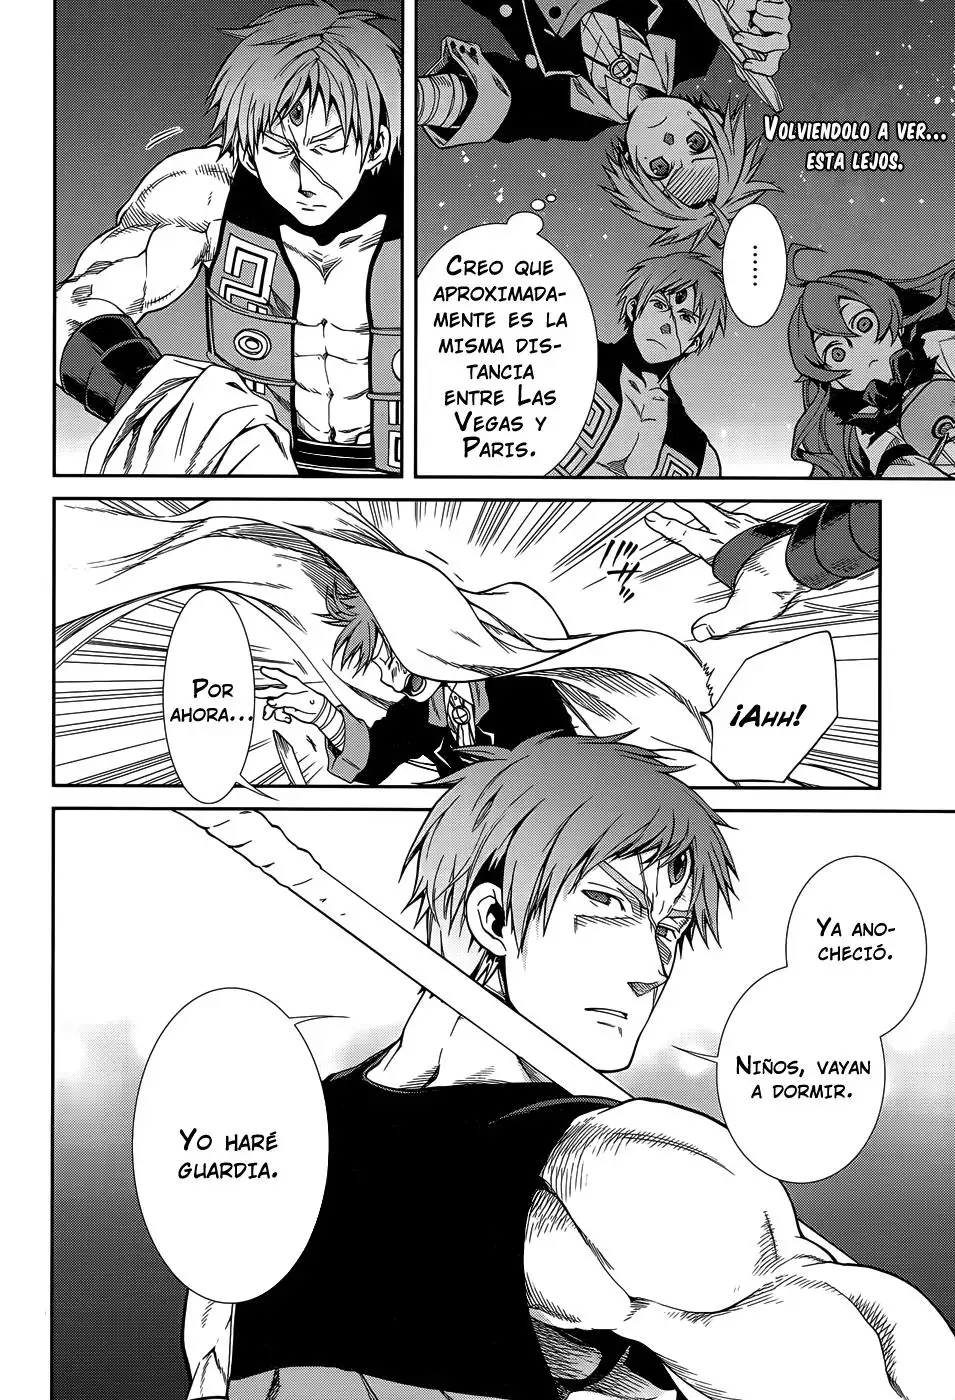 Volviendolo a ver...
esta lejos.
......
Creo que
aproximada-
mente es la
misma dis-
tancia
entre Las
Vegas y
Paris.
¡Ahh!
Por
ahora...
Ya ano-
checió.
Niños, vayan
a dormir.
Yo haré
guardia.